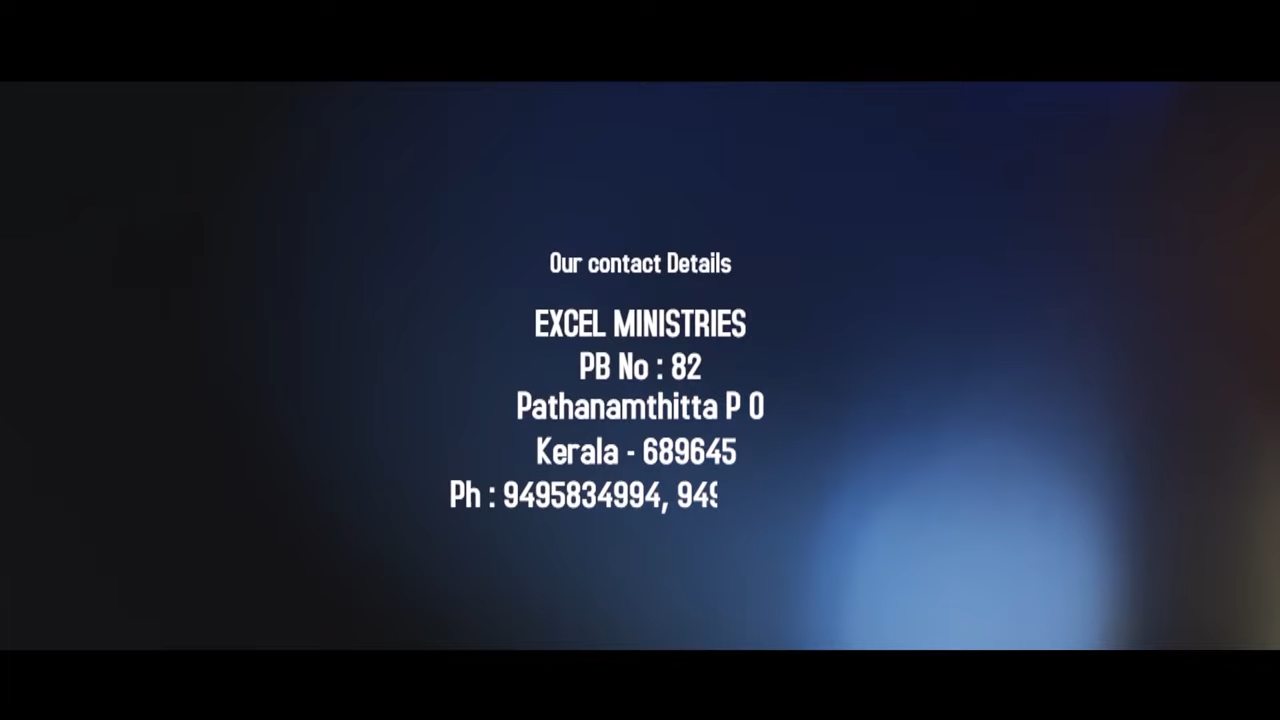 Our contact Details
EXCEL MINISTRIES
PB No : 82
Pathanamthitta P O
Kerala - 689645
Ph : 9495834994,